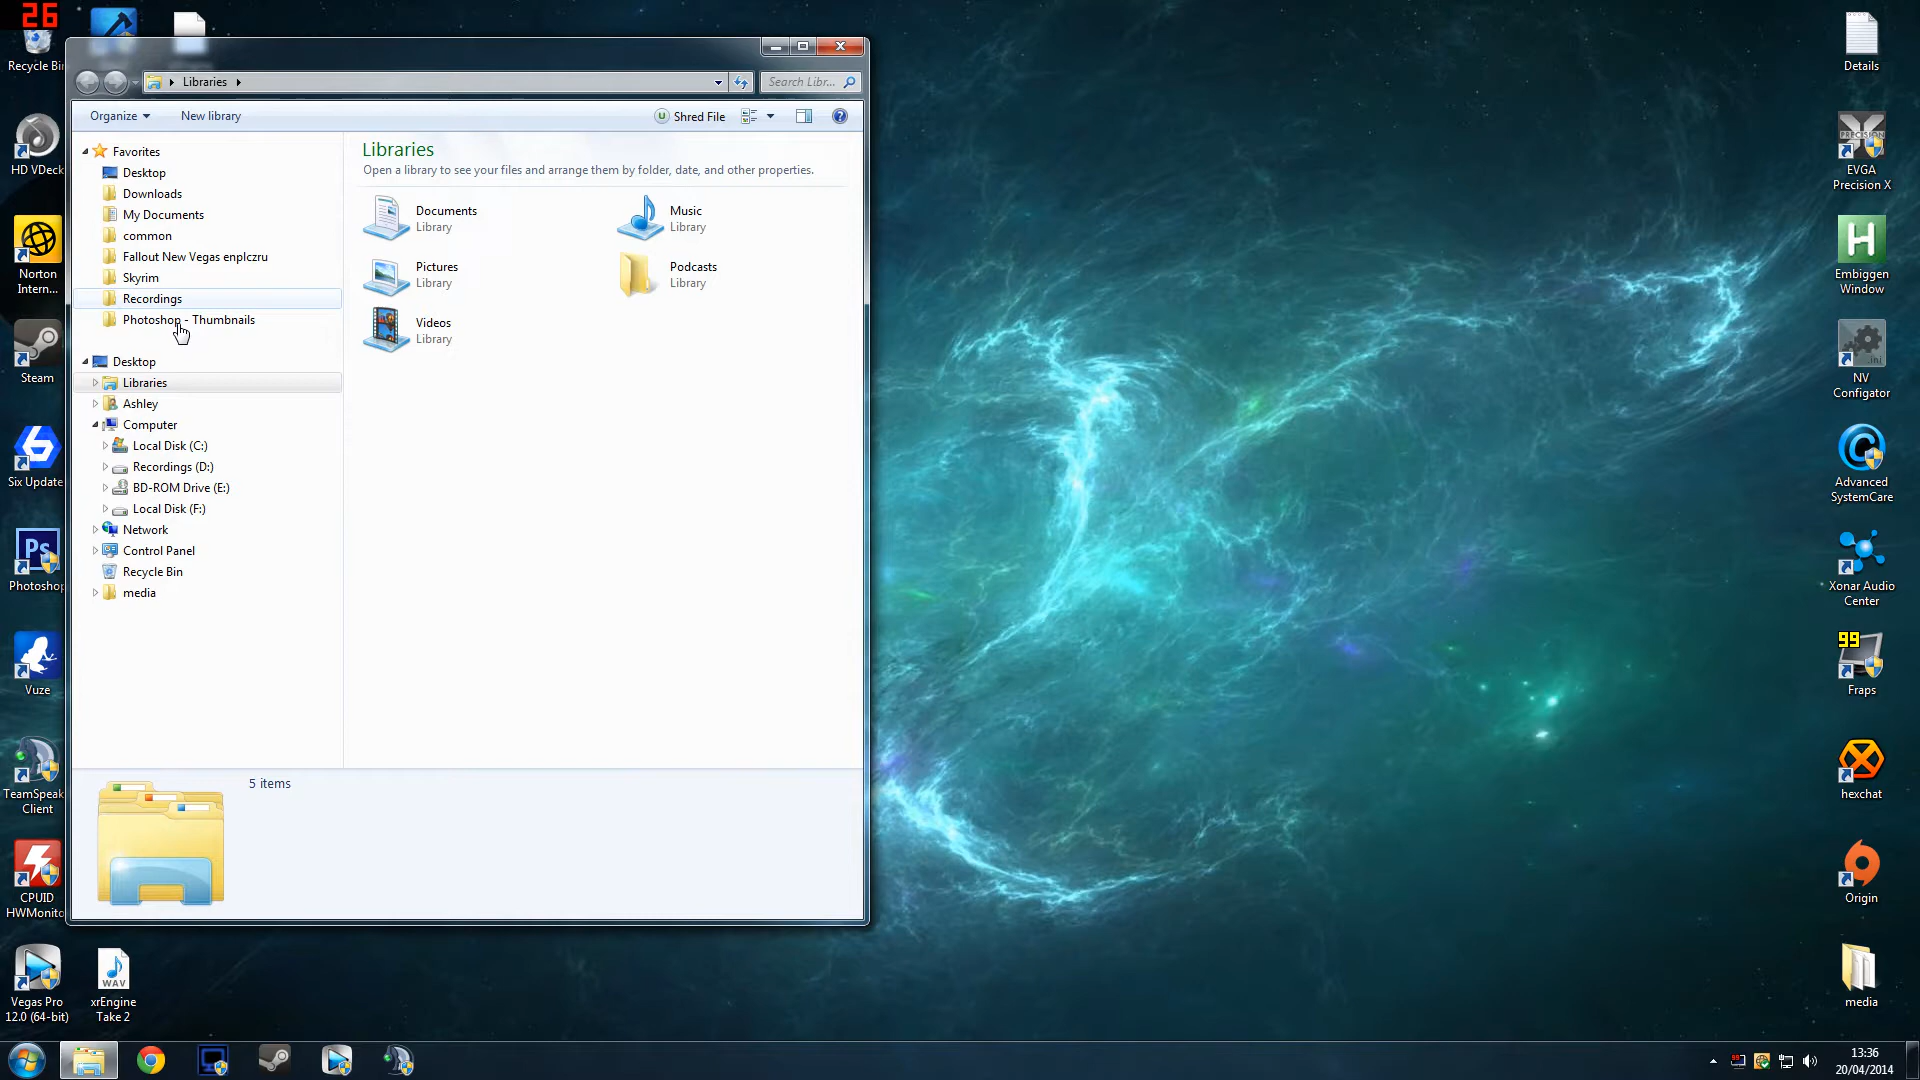 26
Recycle Bin
HD VDeck
Norton
Intern...
Steam
Six Update
Ps
Photoshop
Vuze
TeamSpeak
Client
CPUID
HWMonito
Vegas Pro
12.0 (64-bit)
WAV
xrEngine
Take 2
Libraries
Search Libr...
Organize
New library
Shred File
Favorites
Desktop
Downloads
My Documents
common
Fallout New Vegas enplczru
Skyrim
Recordings
Photoshop - Thumbnails
Desktop
Libraries
Ashley
Computer
Local Disk (C:)
Recordings (D:)
BD-ROM Drive (E:)
Local Disk (F:)
Network
Control Panel
Recycle Bin
media
Libraries
Open a library to see your files and arrange them by folder, date, and other properties.
Documents
Library
Music
Library
Pictures
Library
Podcasts
Library
Videos
Library
5 items
Details
PRECISION
EVGA
Precision X
H
Embiggen
Window
.ini
NV
Configator
Advanced
SystemCare
Xonar Audio
Center
99
Fraps
hexchat
Origin
media
13:36
20/04/2014